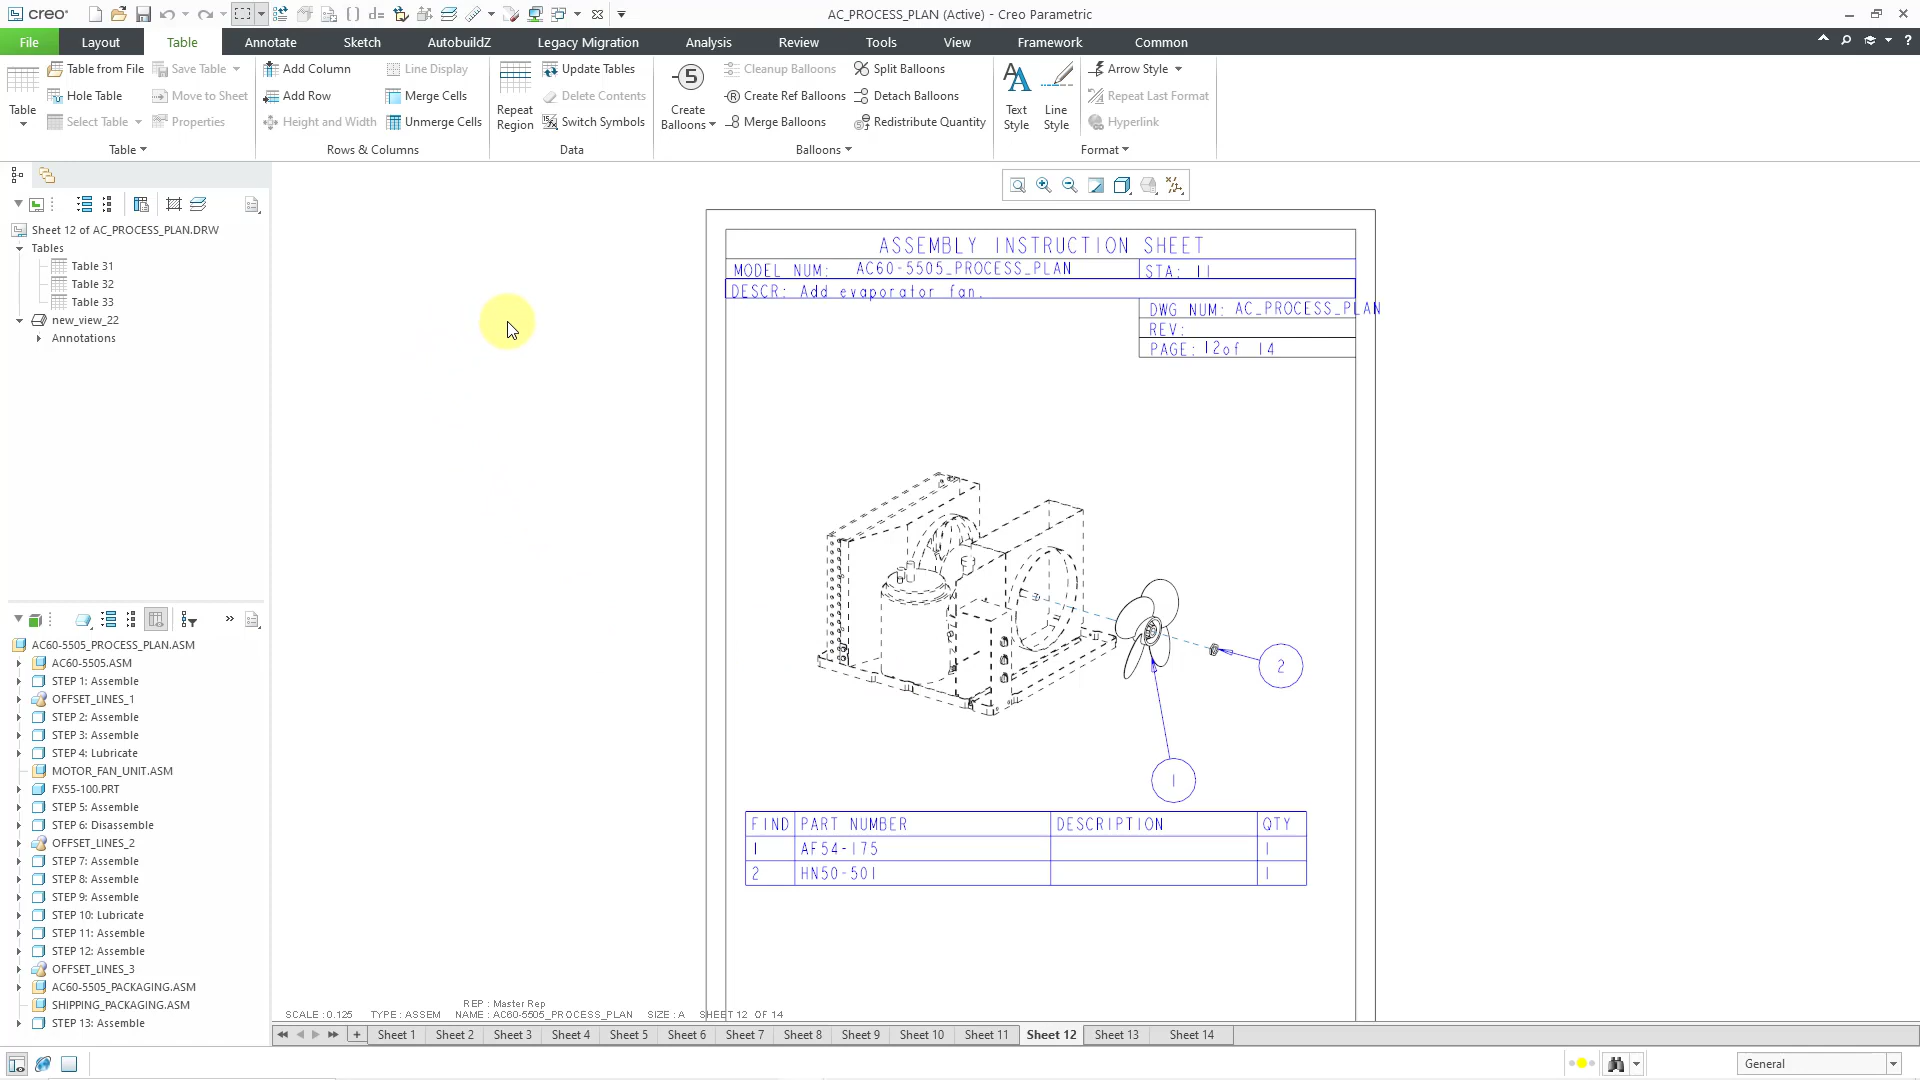 creo
AC_PROCESS_PLAN (Active) - Creo Parametric
File
Layout
Table
Annotate
Sketch
AutobuildZ
Legacy Migration
Analysis
Review
Tools
View
Framework
Common
Table
Table from File
Hole Table
Select Table
Save Table
Move to Sheet
Properties
Table
Add Column
Add Row
Height and Width
Line Display
Merge Cells
Unmerge Cells
Rows & Columns
Repeat Region
Update Tables
Delete Contents
Switch Symbols
Data
5
Create Balloons
Cleanup Balloons
Create Ref Balloons
Merge Balloons
Split Balloons
Detach Balloons
Redistribute Quantity
Balloons
Text Style
Line Style
Arrow Style
Repeat Last Format
Hyperlink
Format
Sheet 12 of AC_PROCESS_PLAN.DRW
Tables
Table 31
Table 32
Table 33
new_view_22
Annotations
AC60-5505_PROCESS_PLAN.ASM
AC60-5505.ASM
STEP 1: Assemble
OFFSET_LINES_1
STEP 2: Assemble
STEP 3: Assemble
STEP 4: Lubricate
MOTOR_FAN_UNIT.ASM
FX55-100.PRT
STEP 5: Assemble
STEP 6: Disassemble
OFFSET_LINES_2
STEP 7: Assemble
STEP 8: Assemble
STEP 9: Assemble
STEP 10: Lubricate
STEP 11: Assemble
STEP 12: Assemble
OFFSET_LINES_3
AC60-5505_PACKAGING.ASM
SHIPPING_PACKAGING.ASM
STEP 13: Assemble
ASSEMBLY INSTRUCTION SHEET
MODEL NUM: AC60-5505_PROCESS_PLAN STA: 11
DESCR: Add evaporator fan.
DWG NUM: AC_PROCESS_PLAN
REV:
PAGE: 12of 14
2
1
FIND PART NUMBER DESCRIPTION QTY
1 AF54-175 1
2 HN50-501 1
REP : Master Rep
SCALE : 0.125 TYPE : ASSEM NAME : AC60-5505_PROCESS_PLAN SIZE : A SHEET 12 OF 14
Sheet 1
Sheet 2
Sheet 3
Sheet 4
Sheet 5
Sheet 6
Sheet 7
Sheet 8
Sheet 9
Sheet 10
Sheet 11
Sheet 12
Sheet 13
Sheet 14
General